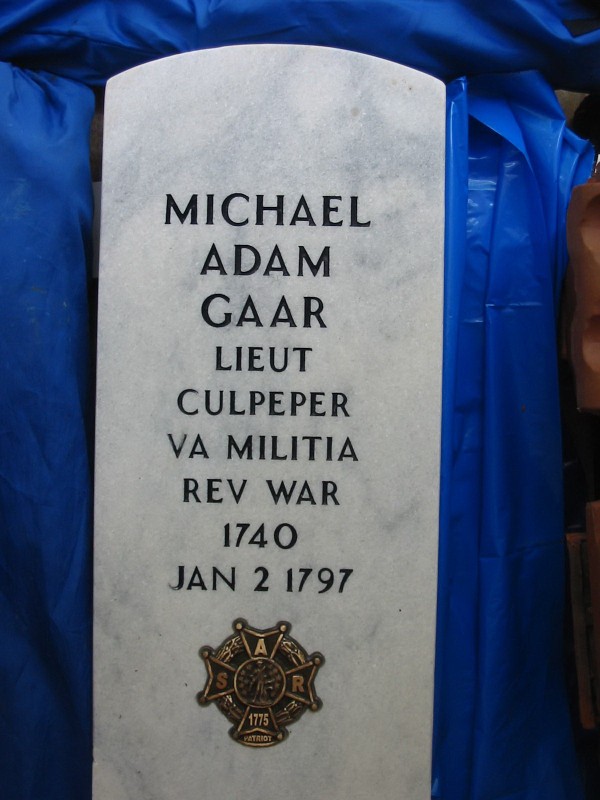 MICHAEL
ADAM
GAAR
LIEUT
CULPEPER
VA MILITIA
REV WAR
1740
JAN 2 1797
A
S R
1775
PATRIOT